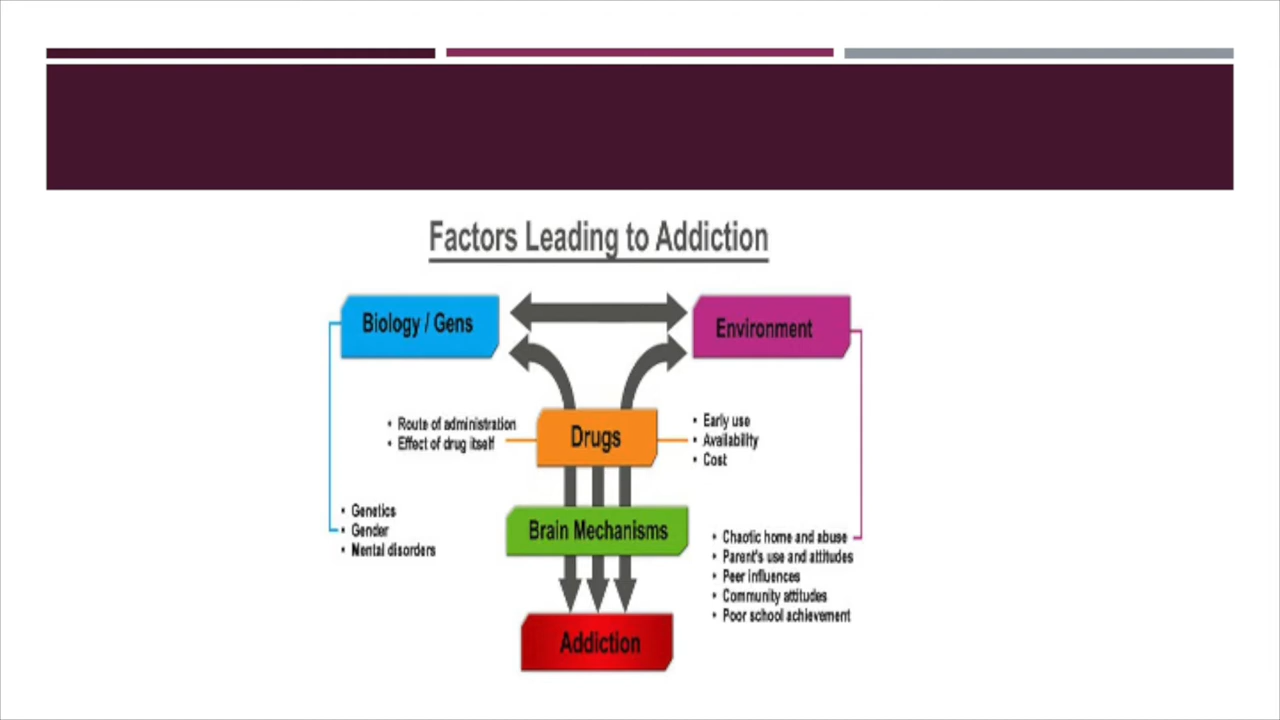 Factors Leading to Addiction
Biology / Gens
Environment
• Route of administration
• Effect of drug itself
Drugs
• Early use
• Availability
• Cost
• Genetics
• Gender
• Mental disorders
Brain Mechanisms
• Chaotic home and abuse
• Parent's use and attitudes
• Peer influences
• Community attitudes
• Poor school achievement
Addiction